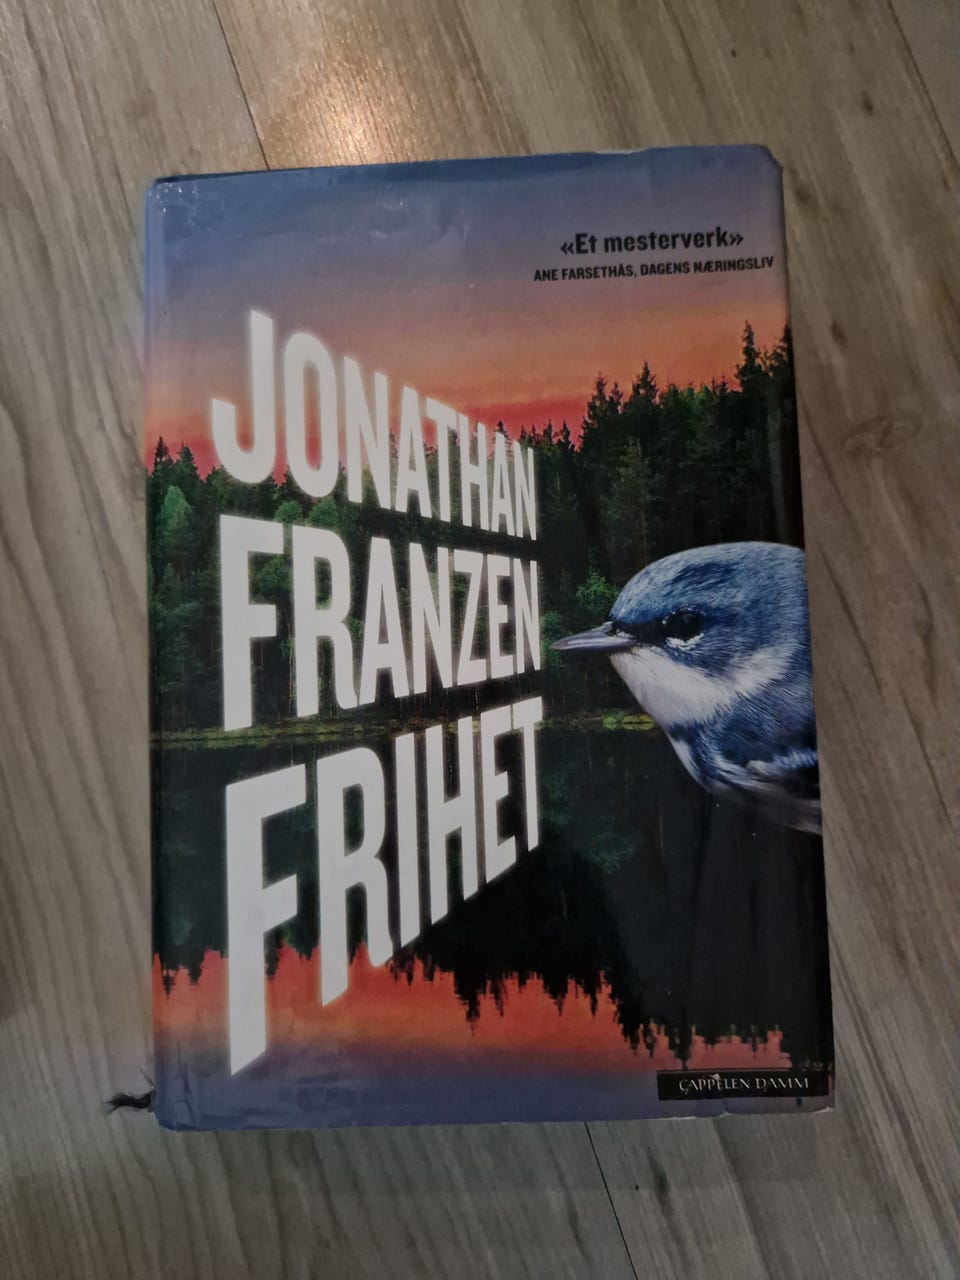 «Et mesterverk»
ANE FARSETHÅS, DAGENS NÆRINGSLIV
JONATHAN
FRANZEN
FRIHET
CAPPELEN DAMM